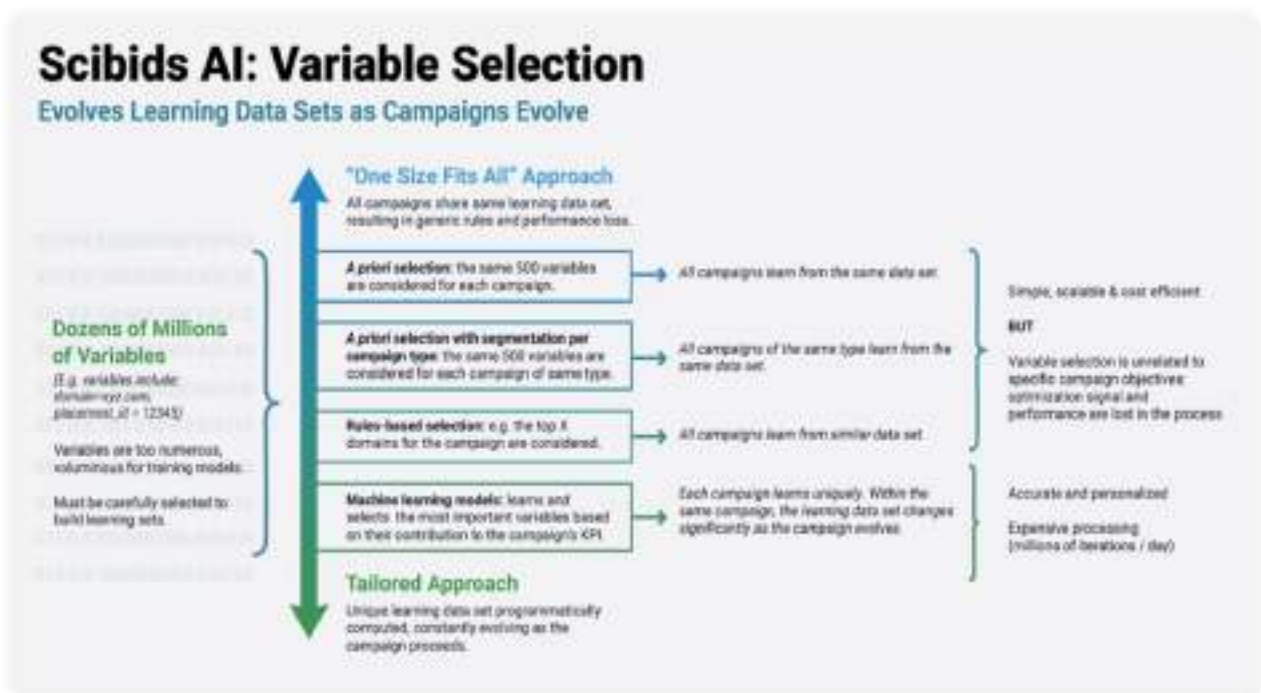 Scibids AI: Variable Selection
Evolves Learning Data Sets as Campaigns Evolve
"One Size Fits All" Approach
All campaigns share same learning data set,
resulting in generic rules and performance loss.
Dozens of Millions
of Variables
(E.g. variables include:
domain=xyz.com,
placement_id = 12345)
Variables are too numerous,
voluminous for training models.
Must be carefully selected to
build learning sets.
A priori selection: the same 500 variables
are considered for each campaign.
All campaigns learn from the same data set.
A priori selection with segmentation per
campaign type: the same 500 variables are
considered for each campaign of same type.
All campaigns of the same type learn from the
same data set.
Rules-based selection: e.g. the top X
domains for the campaign are considered.
All campaigns learn from similar data set.
Machine learning models: learns and
selects the most important variables based
on their contribution to the campaign's KPI.
Each campaign learns uniquely. Within the
same campaign, the learning data set changes
significantly as the campaign evolves.
Simple, scalable & cost efficient
BUT
Variable selection is unrelated to
specific campaign objectives:
optimization signal and
performance are lost in the process
Accurate and personalized
Expensive processing
(millions of iterations / day)
Tailored Approach
Unique learning data set programmatically
computed, constantly evolving as the
campaign proceeds.